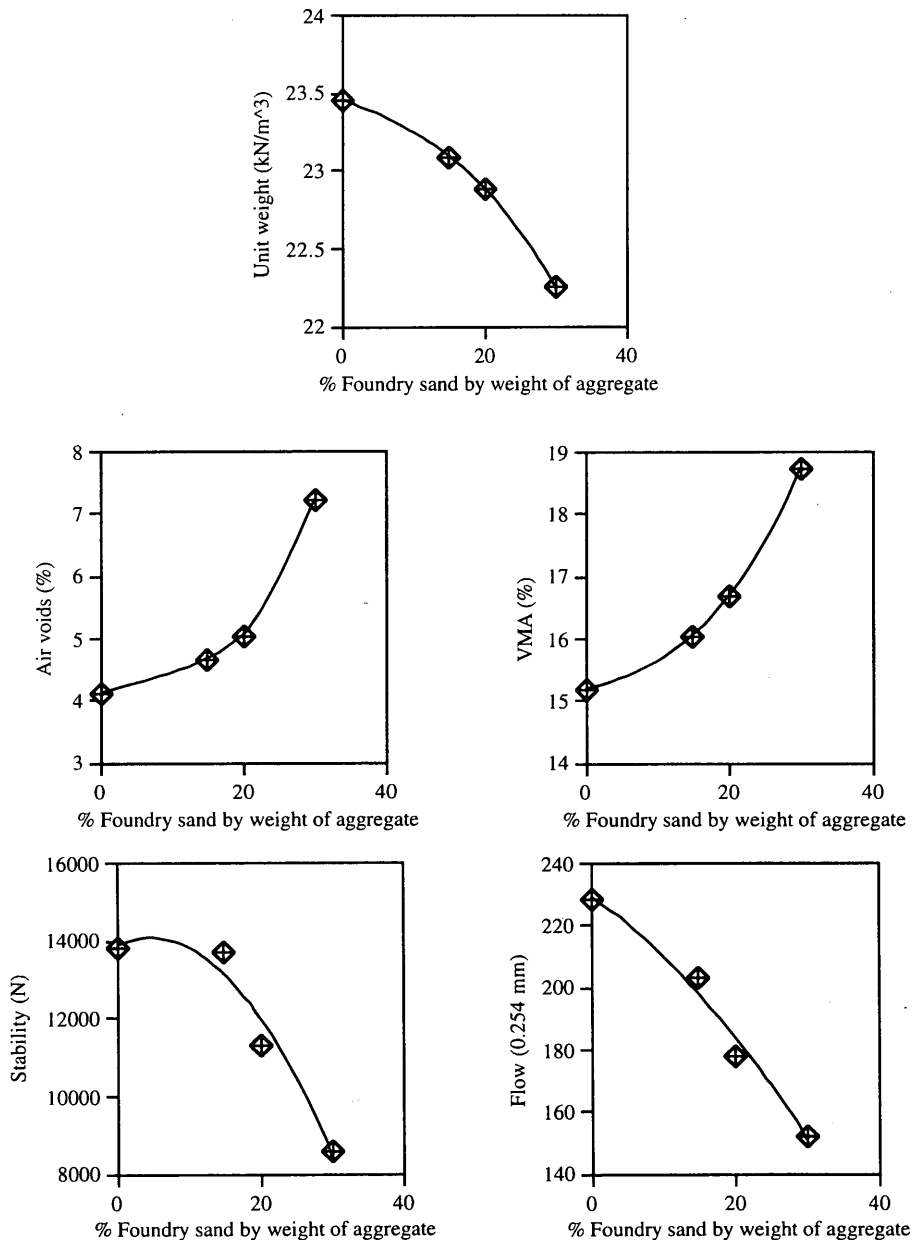 24
23.5
23
22.5
22
Unit weight (kN/m^3)
0 20 40
% Foundry sand by weight of aggregate
8
7
6
5
4
3
Air voids (%)
0 20 40
% Foundry sand by weight of aggregate
19
18
17
16
15
14
VMA (%)
0 20 40
% Foundry sand by weight of aggregate
16000
14000
12000
10000
8000
Stability (N)
0 20 40
% Foundry sand by weight of aggregate
240
220
200
180
160
140
Flow (0.254 mm)
0 20 40
% Foundry sand by weight of aggregate